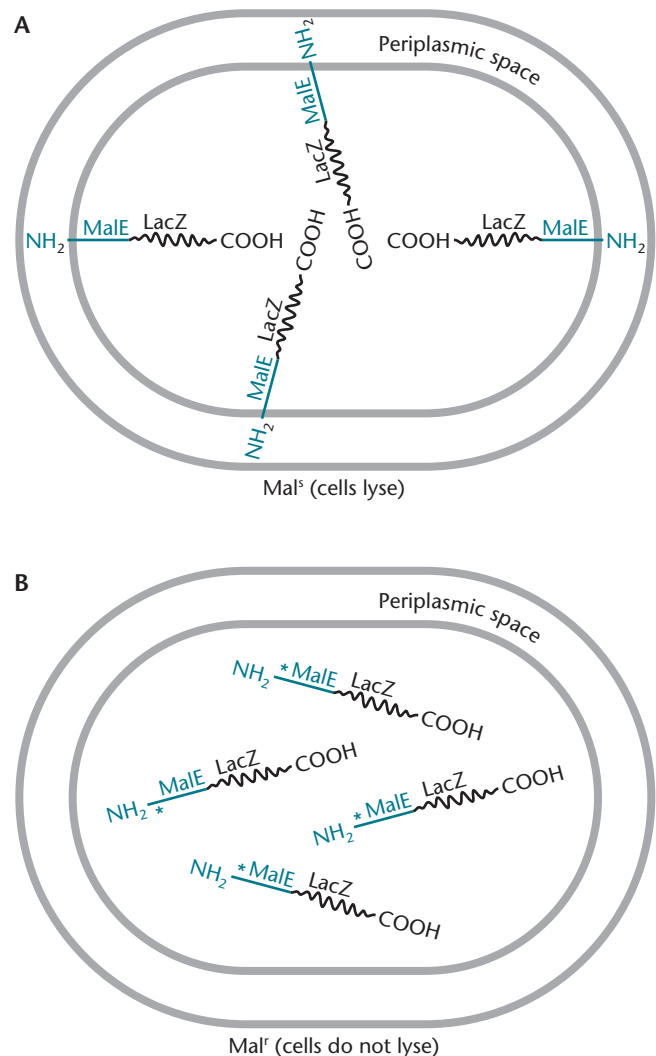 A
Periplasmic space
NH₂
MalE
LacZ
COOH
NH₂
MalE
LacZ
COOH
COOH
LacZ
MalE
NH₂
COOH
LacZ
MalE
NH₂
Malˢ (cells lyse)
B
Periplasmic space
NH₂ *MalE LacZ COOH
NH₂ * MalE LacZ COOH
NH₂ *MalE LacZ COOH
NH₂ *MalE LacZ COOH
Malʳ (cells do not lyse)